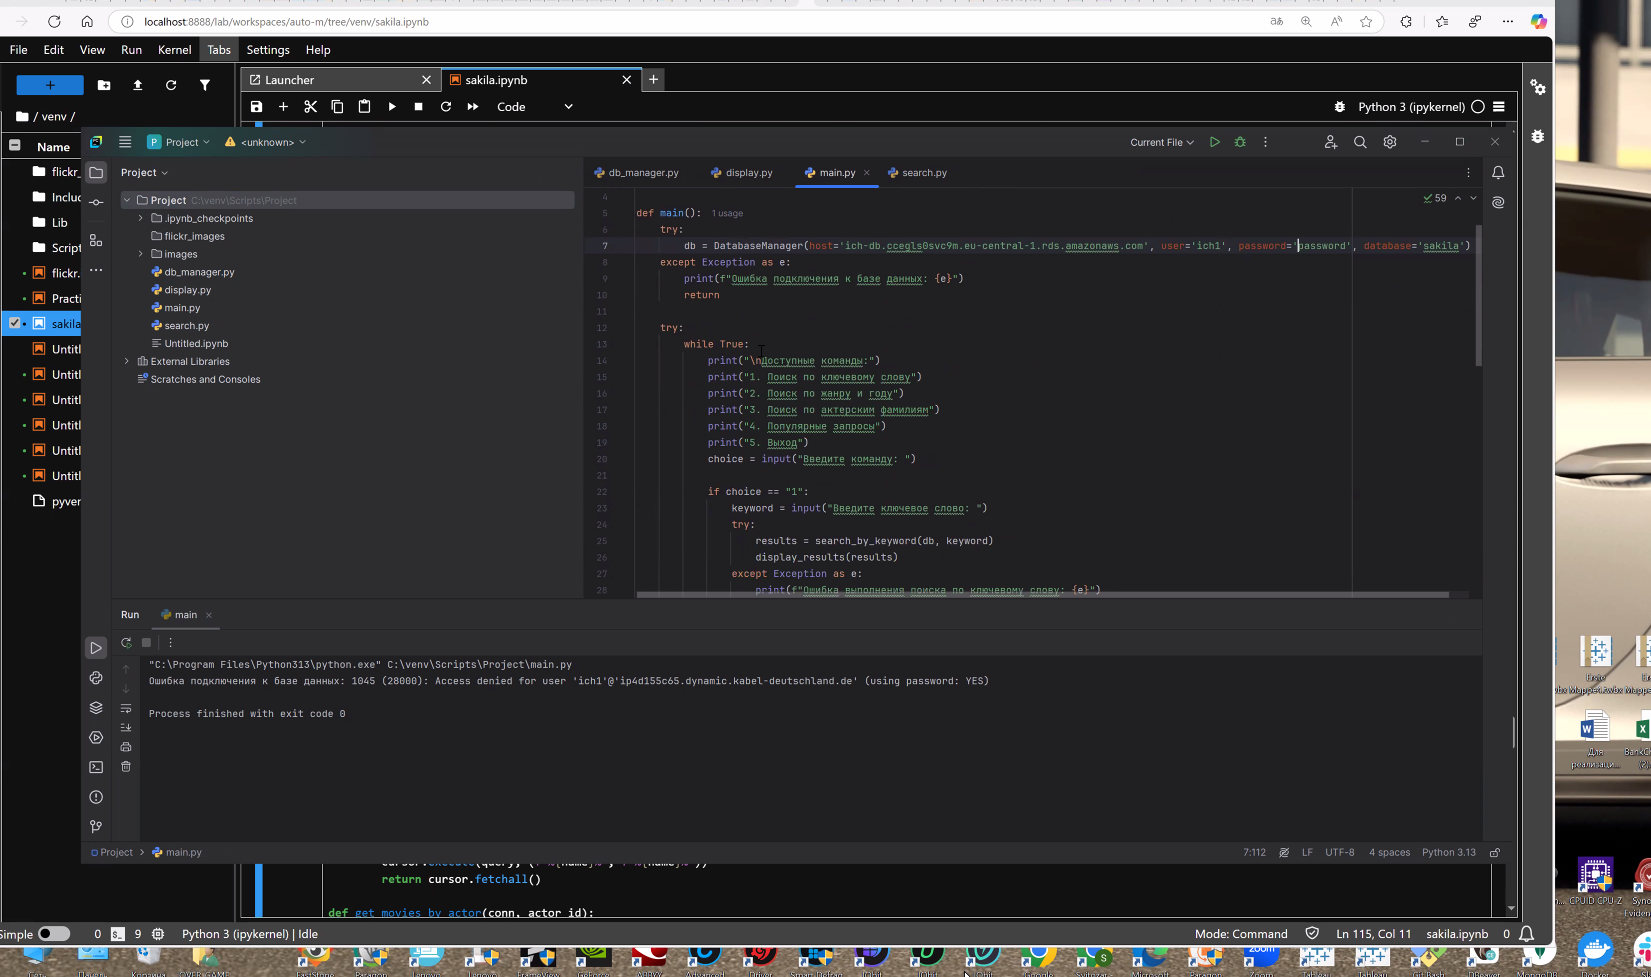 localhost:8888/lab/workspaces/auto-m/tree/venv/sakila.ipynb
File Edit View Run Kernel Tabs Settings Help
Launcher
sakila.ipynb
Code
Python 3 (ipykernel)
/ venv /
Name
flickr_
Includ
Lib
Script
flickr.
Practi
sakila
Untitl
Untitl
Untitl
Untitl
Untitl
Untitl
pyver
P Project
<unknown>
Current File
Project
db_manager.py
display.py
main.py
search.py
Project C:\venv\Scripts\Project
.ipynb_checkpoints
flickr_images
images
db_manager.py
display.py
main.py
search.py
Untitled.ipynb
External Libraries
Scratches and Consoles
59
4
5 def main(): 1 usage
6 try:
7 db = DatabaseManager(host='ich-db.ccegls0svc9m.eu-central-1.rds.amazonaws.com', user='ich1', password='password', database='sakila')
8 except Exception as e:
9 print(f"Ошибка подключения к базе данных: {e}")
10 return
11
12 try:
13 while True:
14 print("\nДоступные команды:")
15 print("1. Поиск по ключевому слову")
16 print("2. Поиск по жанру и году")
17 print("3. Поиск по актерским фамилиям")
18 print("4. Популярные запросы")
19 print("5. Выход")
20 choice = input("Введите команду: ")
21
22 if choice == "1":
23 keyword = input("Введите ключевое слово: ")
24 try:
25 results = search_by_keyword(db, keyword)
26 display_results(results)
27 except Exception as e:
28 print(f"Ошибка выполнения поиска по ключевому слову: {e}")
Run main
"C:\Program Files\Python313\python.exe" C:\venv\Scripts\Project\main.py
Ошибка подключения к базе данных: 1045 (28000): Access denied for user 'ich1'@'ip4d155c65.dynamic.kabel-deutschland.de' (using password: YES)
Process finished with exit code 0
Project > main.py
7:112 LF UTF-8 4 spaces Python 3.13
return cursor.fetchall()
def get_movies_by_actor(conn, actor_id):
Simple 0 9 Python 3 (ipykernel) | Idle
Mode: Command Ln 115, Col 11 sakila.ipynb 0
Для
реализаци...
CPUID CPU-Z